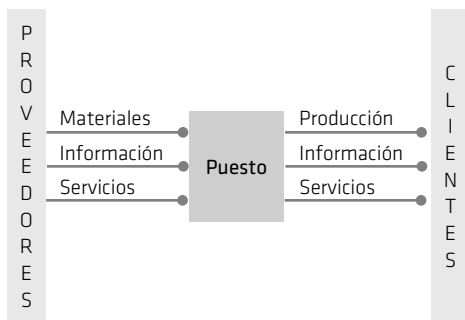 PROVEEDORES
Materiales
Información
Servicios
Puesto
Producción
Información
Servicios
CLIENTES